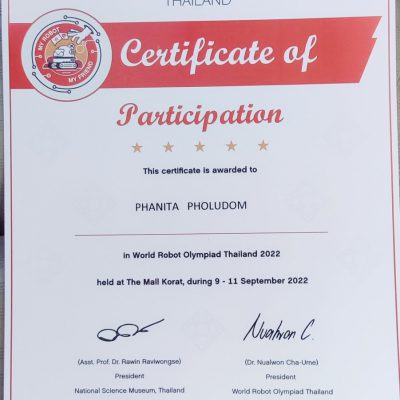 THAILAND
MY ROBOT
MY FRIEND
Certificate of
Participation
This certificate is awarded to
PHANITA PHOLUDOM
in World Robot Olympiad Thailand 2022
held at The Mall Korat, during 9 - 11 September 2022
Nualwon C.
(Asst. Prof. Dr. Rawin Raviwongse)
(Dr. Nualwon Cha-Ume)
President
President
National Science Museum, Thailand
World Robot Olympiad Thailand